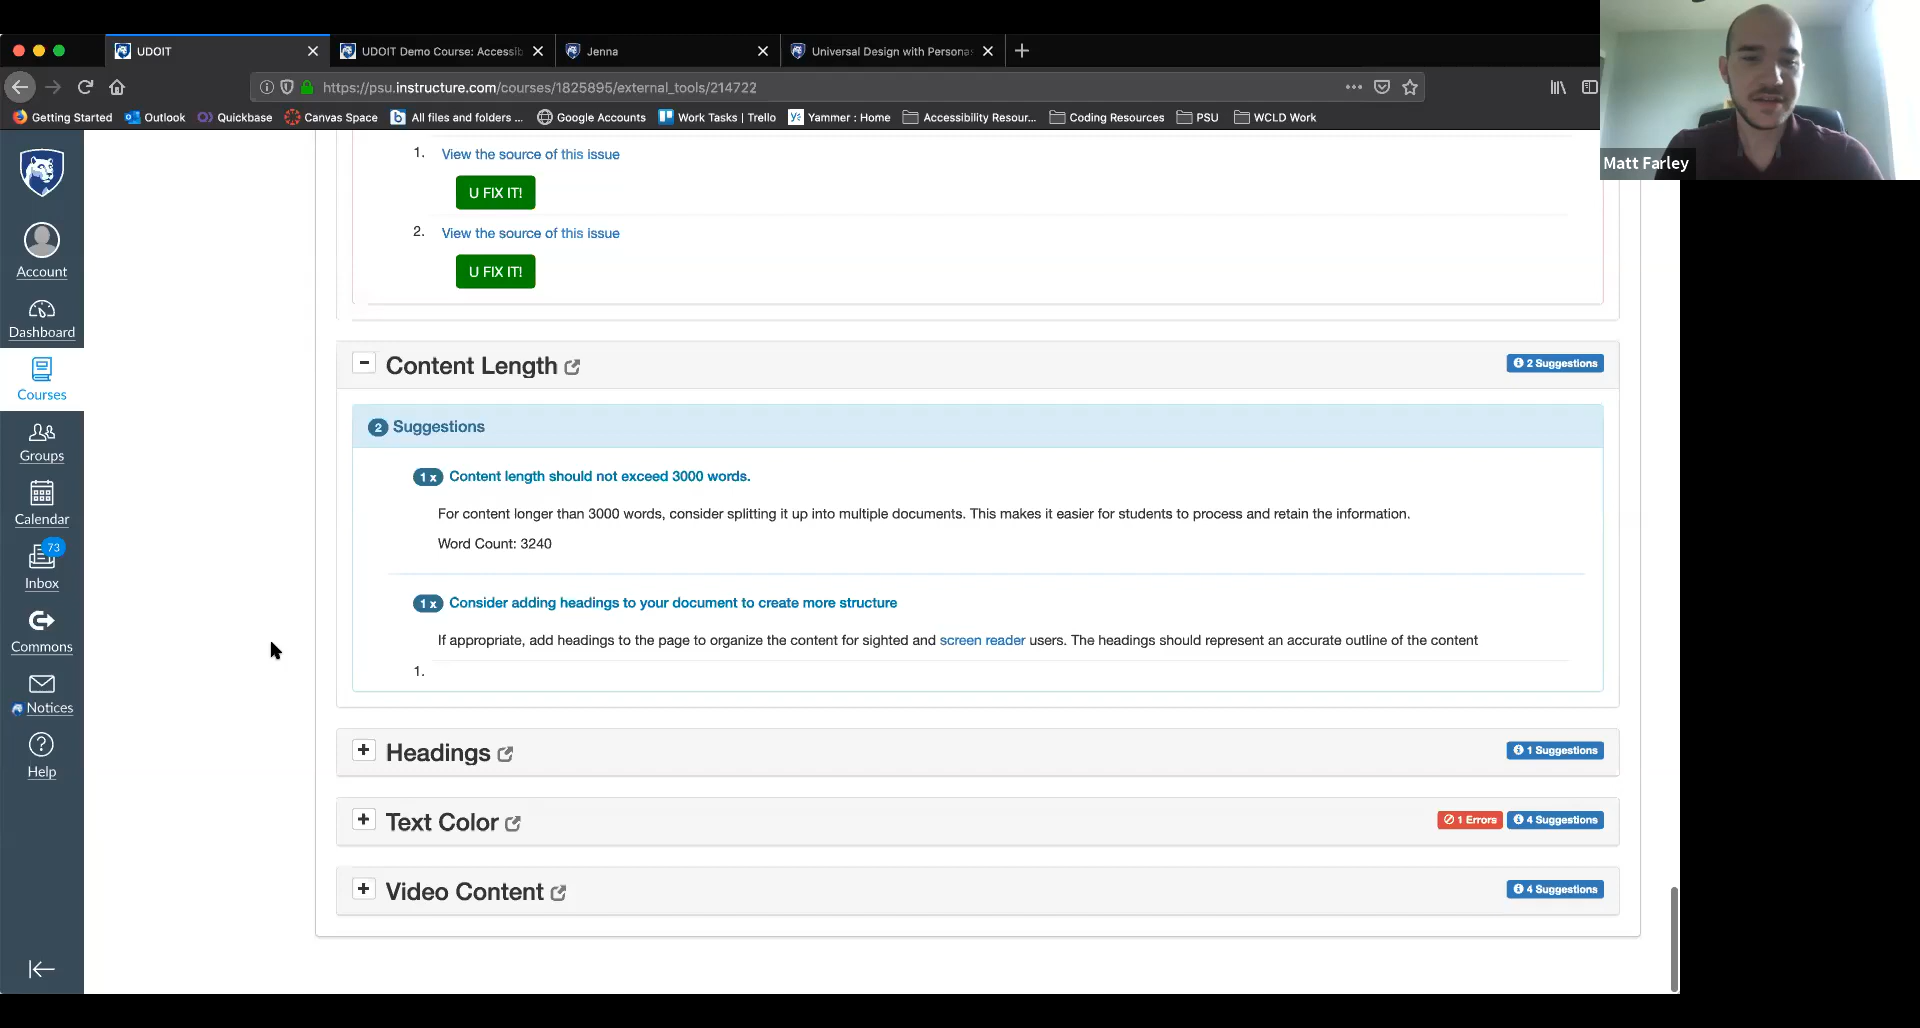 UDOIT
UDOIT Demo Course: Accessib
Jenna
Universal Design with Persona
https://psu.instructure.com/courses/1825895/external_tools/214722
Getting Started
Outlook
Quickbase
Canvas Space
All files and folders ...
Google Accounts
Work Tasks | Trello
Yammer : Home
Accessibility Resour...
Coding Resources
PSU
WCLD Work
Matt Farley
Account
Dashboard
Courses
Groups
Calendar
73
Inbox
Commons
Notices
Help
1. View the source of this issue
U FIX IT!
2. View the source of this issue
U FIX IT!
Content Length
2 Suggestions
2 Suggestions
1 x Content length should not exceed 3000 words.
For content longer than 3000 words, consider splitting it up into multiple documents. This makes it easier for students to process and retain the information.
Word Count: 3240
1 x Consider adding headings to your document to create more structure
If appropriate, add headings to the page to organize the content for sighted and screen reader users. The headings should represent an accurate outline of the content
1.
Headings
1 Suggestions
Text Color
1 Errors
4 Suggestions
Video Content
4 Suggestions